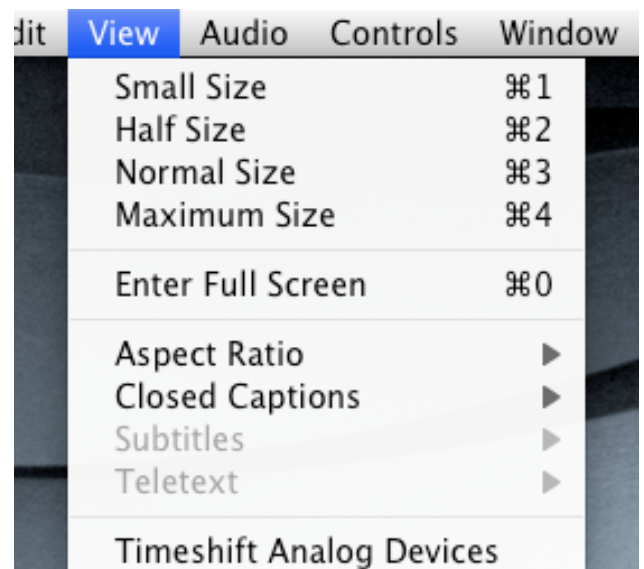 dit View Audio Controls Window
Small Size ⌘1
Half Size ⌘2
Normal Size ⌘3
Maximum Size ⌘4
Enter Full Screen ⌘0
Aspect Ratio ▶
Closed Captions ▶
Subtitles ▶
Teletext ▶
Timeshift Analog Devices